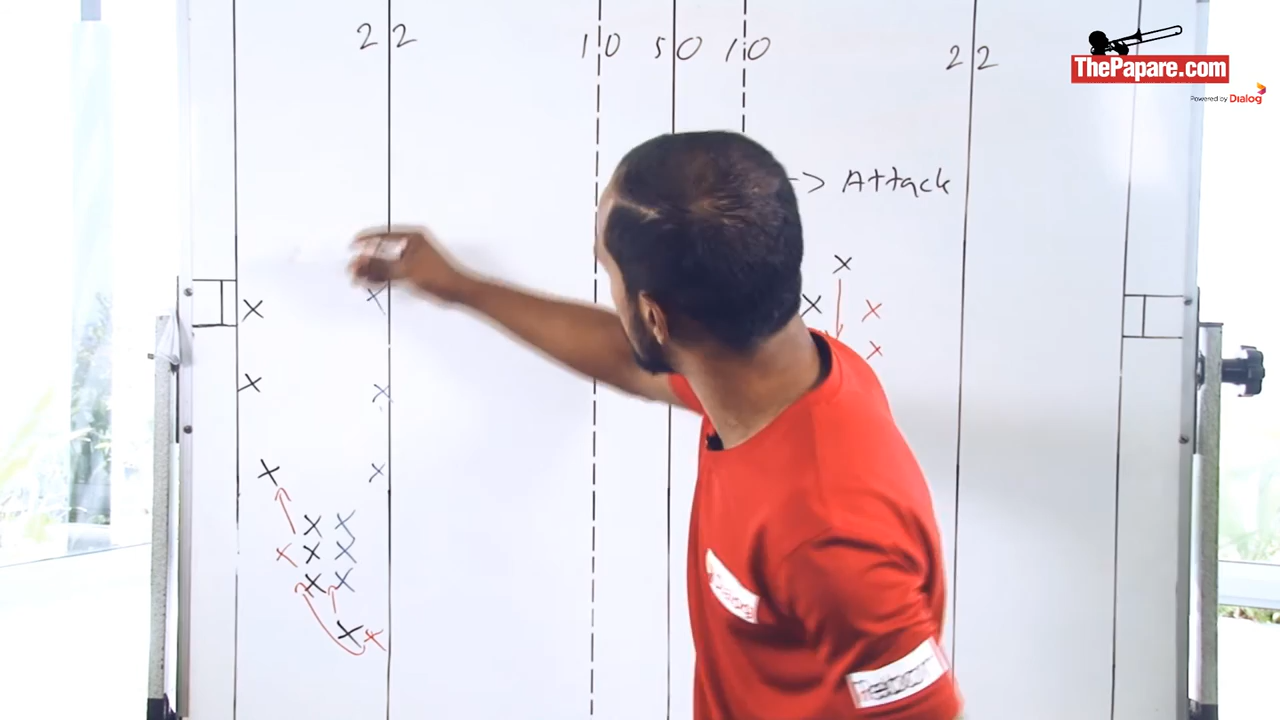 22 10 50 10 22
ThePapare.com
Powered by Dialog
-> Attack
X
X X
X X X
X
X X X
X X
X X
X X X
X X X
X X
X X